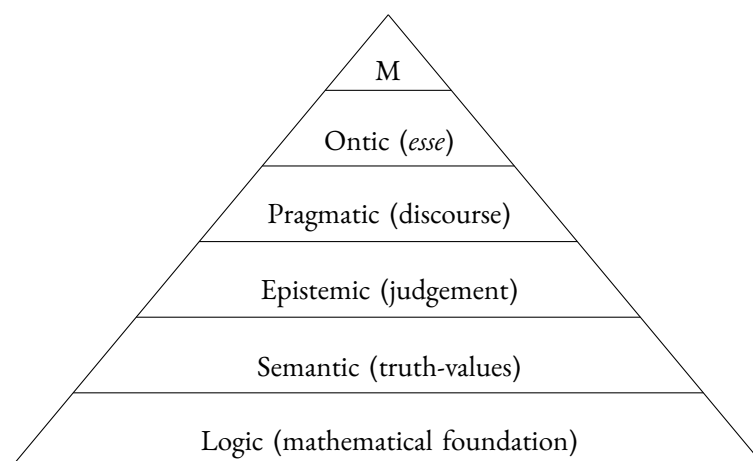 M
Ontic (esse)
Pragmatic (discourse)
Epistemic (judgement)
Semantic (truth-values)
Logic (mathematical foundation)